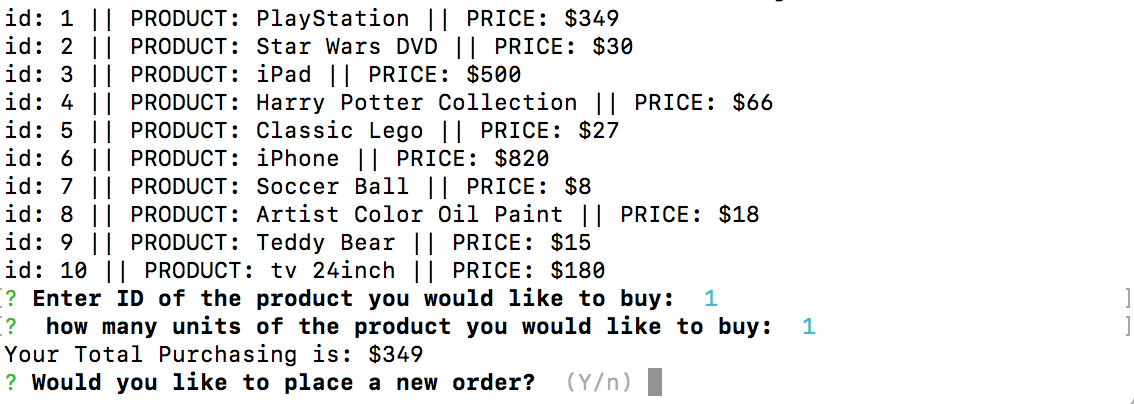 id: 1 || PRODUCT: PlayStation || PRICE: $349
id: 2 || PRODUCT: Star Wars DVD || PRICE: $30
id: 3 || PRODUCT: iPad || PRICE: $500
id: 4 || PRODUCT: Harry Potter Collection || PRICE: $66
id: 5 || PRODUCT: Classic Lego || PRICE: $27
id: 6 || PRODUCT: iPhone || PRICE: $820
id: 7 || PRODUCT: Soccer Ball || PRICE: $8
id: 8 || PRODUCT: Artist Color Oil Paint || PRICE: $18
id: 9 || PRODUCT: Teddy Bear || PRICE: $15
id: 10 || PRODUCT: tv 24inch || PRICE: $180
? Enter ID of the product you would like to buy:  1
?  how many units of the product you would like to buy:  1
Your Total Purchasing is: $349
? Would you like to place a new order?  (Y/n)